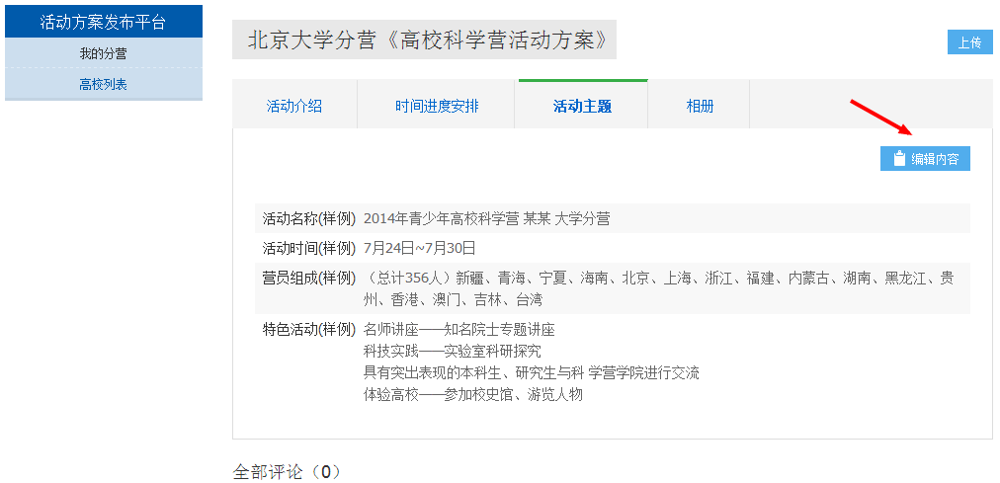 活动方案发布平台
我的分营
高校列表
北京大学分营《高校科学营活动方案》
上传
活动介绍
时间进度安排
活动主题
相册
编辑内容
活动名称(样例) 2014年青少年高校科学营 某某 大学分营
活动时间(样例) 7月24日~7月30日
营员组成(样例) （总计356人）新疆、青海、宁夏、海南、北京、上海、浙江、福建、内蒙古、湖南、黑龙江、贵
州、香港、澳门、吉林、台湾
特色活动(样例) 名师讲座——知名院士专题讲座
科技实践——实验室科研探究
具有突出表现的本科生、研究生与科 学营学院进行交流
体验高校——参加校史馆、游览人物
全部评论（0）